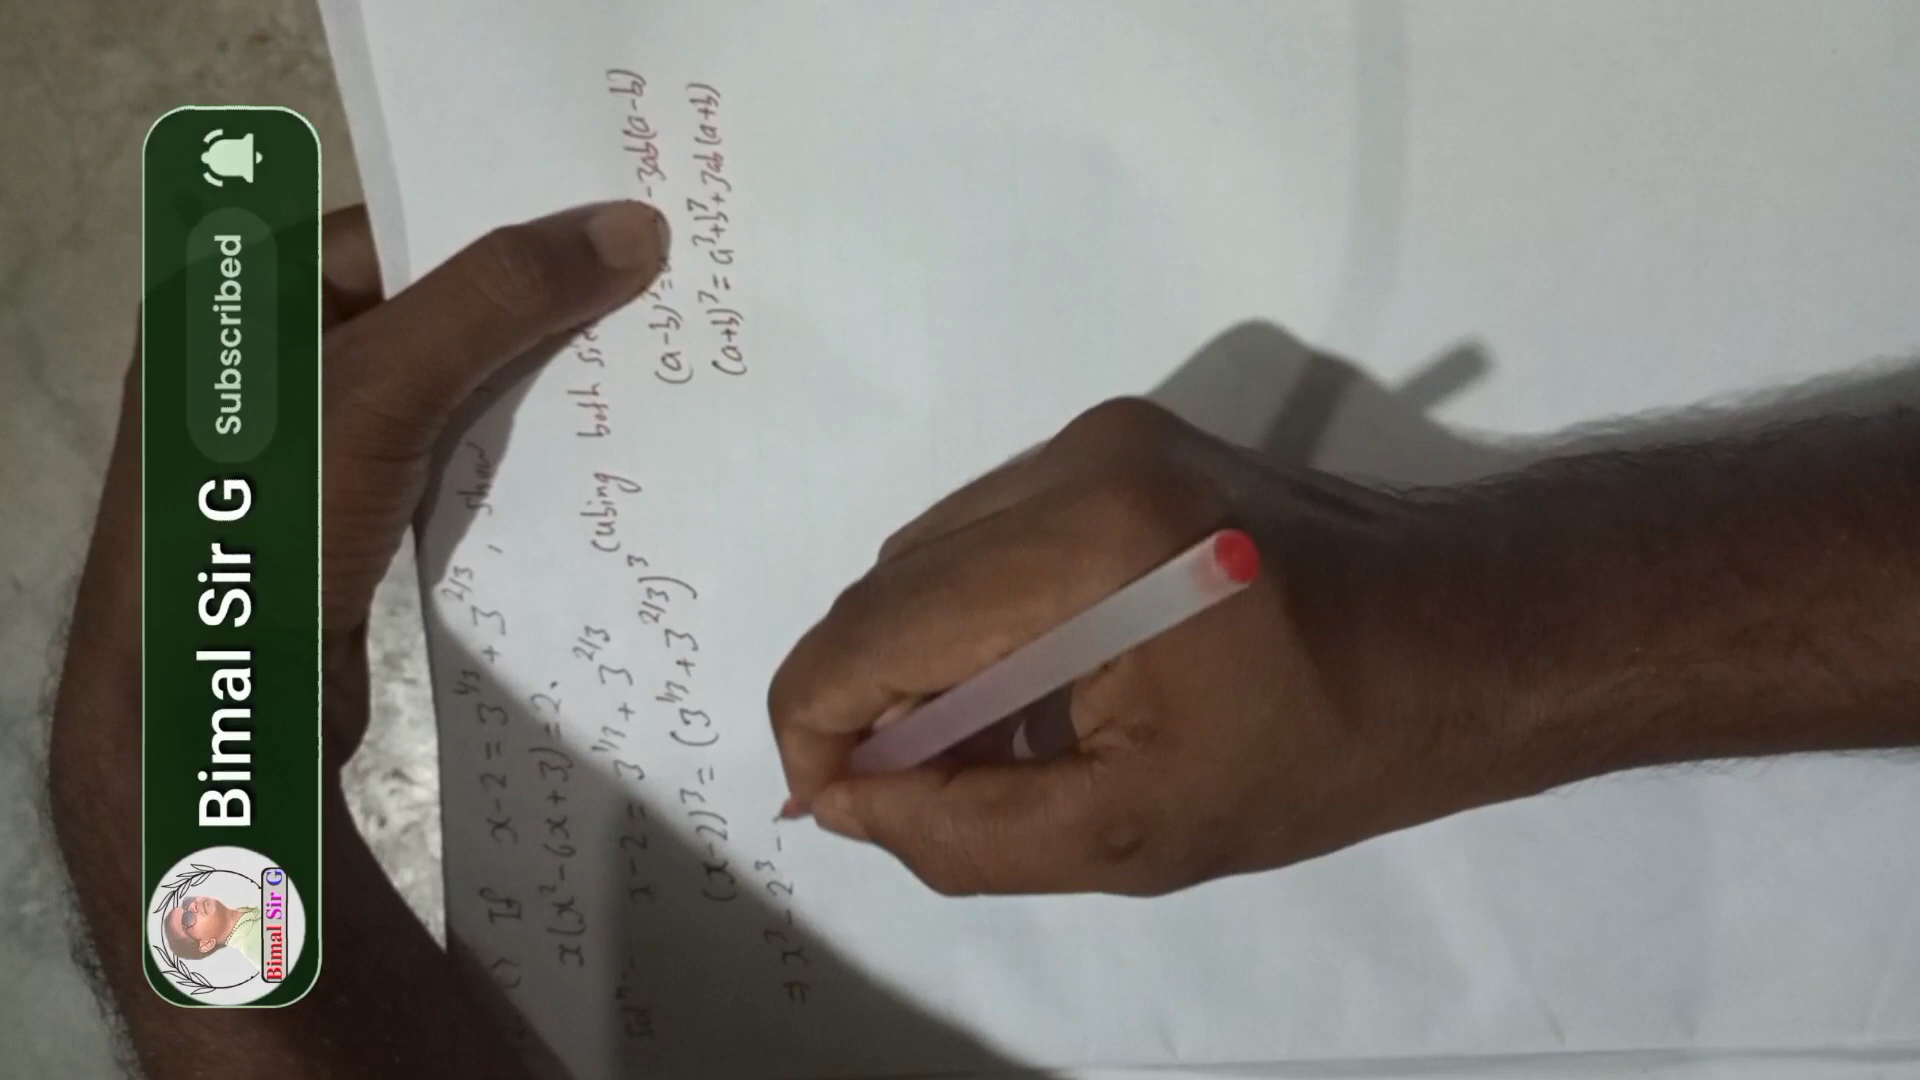 Bimal Sir G subscribed
Bimal Sir G
() If x-2 = 3^1/3 + 3^2/3 , show
x(x²-6x+3)=2.
solⁿ- x-2 = 3^1/3 + 3^2/3 cubing both
(x-2)³ = (3^1/3 + 3^2/3)³
⇒ x³ - 2³ -
(a-b)³ = -3ab(a-b)
(a+b)³ = a³+b³+3ab(a+b)